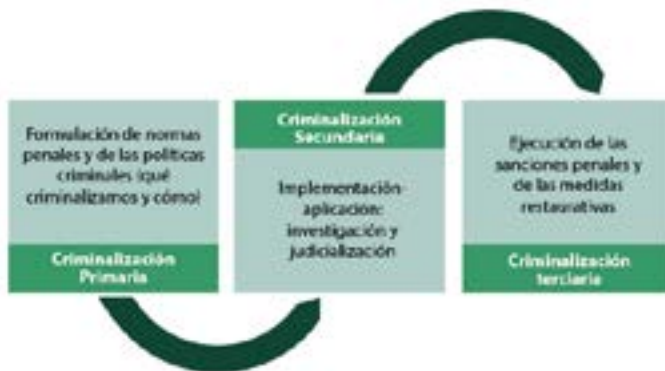 Formulación de normas
penales y de las políticas
criminales (qué
criminalizamos y cómo)
Criminalización
Primaria
Criminalización
Secundaria
Implementación
aplicación:
investigación y
judicialización
Ejecución de las
sanciones penales y
de las medidas
restaurativas
Criminalización
terciaria